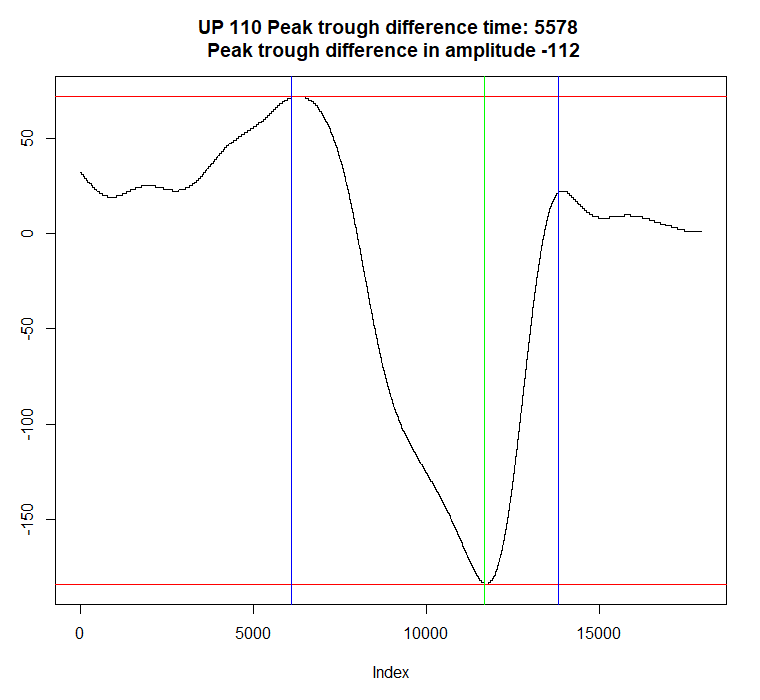 UP 110 Peak trough difference time: 5578
Peak trough difference in amplitude -112
50
0
-50
-100
-150
0 5000 10000 15000
Index